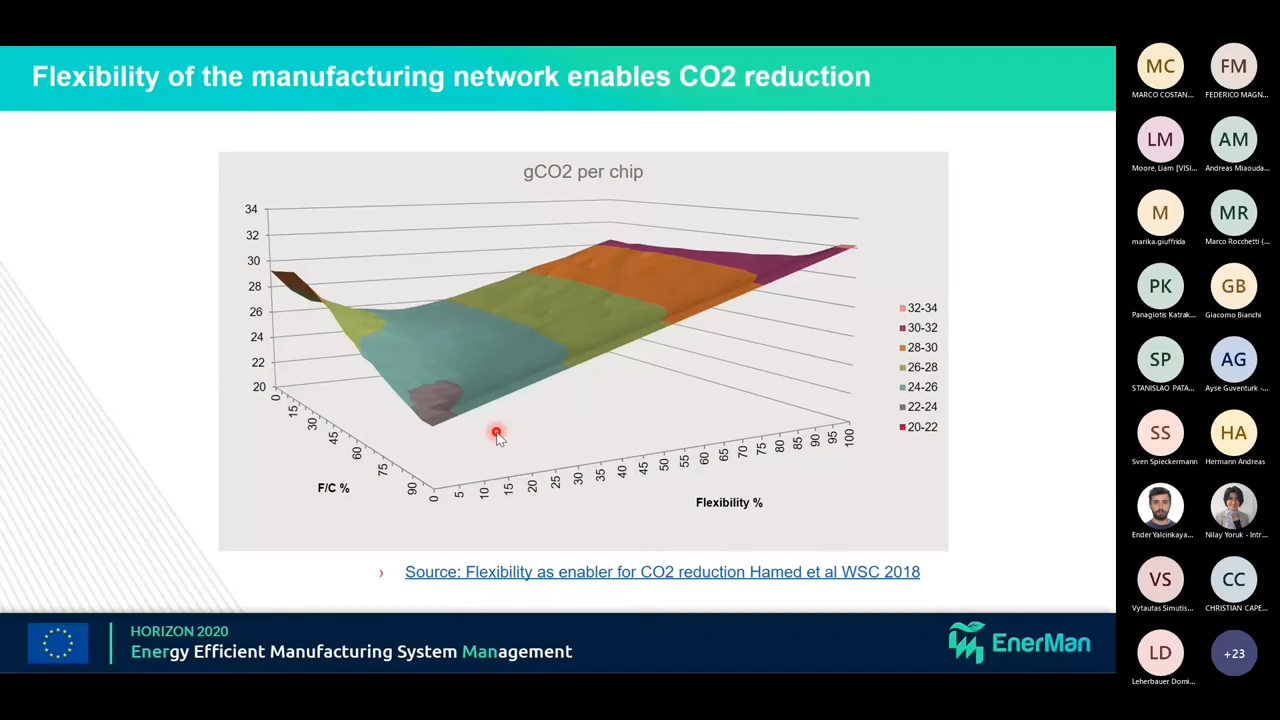 Flexibility of the manufacturing network enables CO2 reduction
gCO2 per chip
34
32
30
28
26
24
22
20
0
15
30
45
60
75
90
F/C %
0
5
10
15
20
25
30
35
40
45
50
55
60
65
70
75
80
85
90
95
100
Flexibility %
32-34
30-32
28-30
26-28
24-26
22-24
20-22
› Source: Flexibility as enabler for CO2 reduction Hamed et al WSC 2018
HORIZON 2020
Energy Efficient Manufacturing System Management
EnerMan
MC FM
MARCO COSTAN... FEDERICO MAGN...
LM AM
Moore, Liam [VISI... Andreas Miaouda...
M MR
marika.giuffrida Marco Rocchetti (...
PK GB
Panagiotis Katrak... Giacomo Bianchi
SP AG
STANISLAO PATA... Ayse Guventurk -...
SS HA
Sven Spieckermann Hermann Andreas
Ender Yalcinkaya... Nilay Yoruk - Intr...
VS CC
Vytautas Simutis... CHRISTIAN CAPE...
LD +23
Leherbauer Domi...